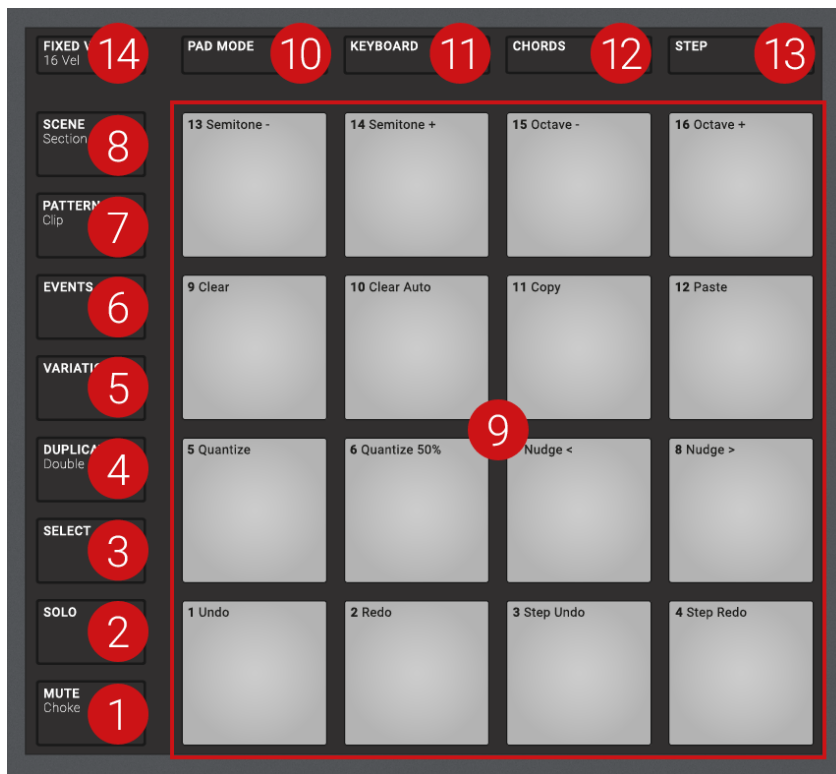 FIXED V
16 Vel
14
PAD MODE
10
KEYBOARD
11
CHORDS
12
STEP
13
SCENE
Section
8
13 Semitone -
14 Semitone +
15 Octave -
16 Octave +
PATTERN
Clip
7
EVENTS
6
9 Clear
10 Clear Auto
11 Copy
12 Paste
VARIATI
5
9
DUPLICA
Double
4
5 Quantize
6 Quantize 50%
Nudge <
8 Nudge >
SELECT
3
SOLO
2
1 Undo
2 Redo
3 Step Undo
4 Step Redo
MUTE
Choke
1